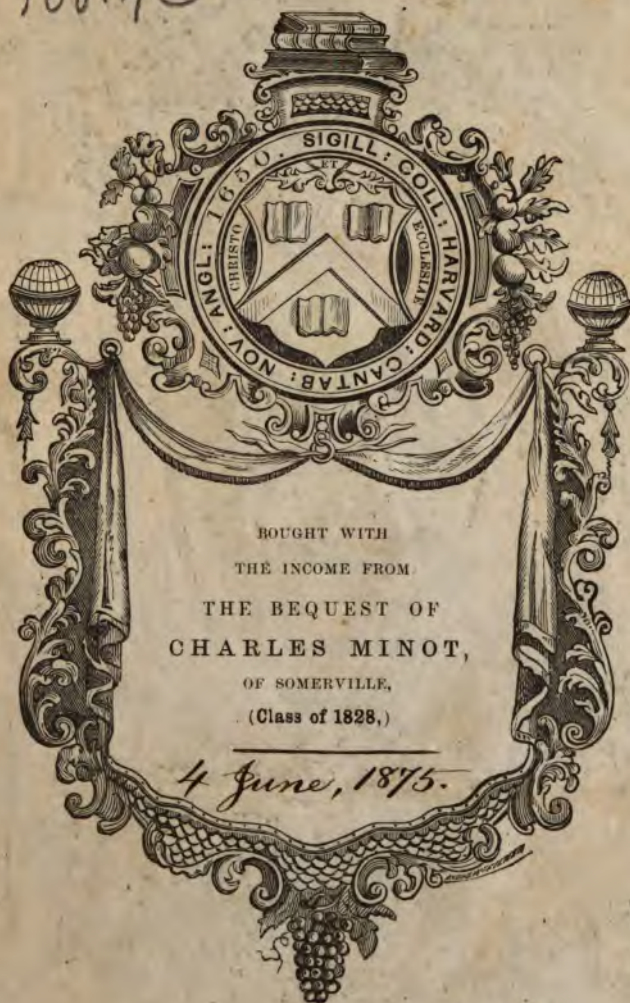 SIGILL: COLL: HARVARD: CANTAB: NOV: ANGL: 1650.
CHRISTO
ET
ECCLESIAE
BOUGHT WITH
THE INCOME FROM
THE BEQUEST OF
CHARLES MINOT,
OF SOMERVILLE,
(Class of 1828,)
4 June, 1875.